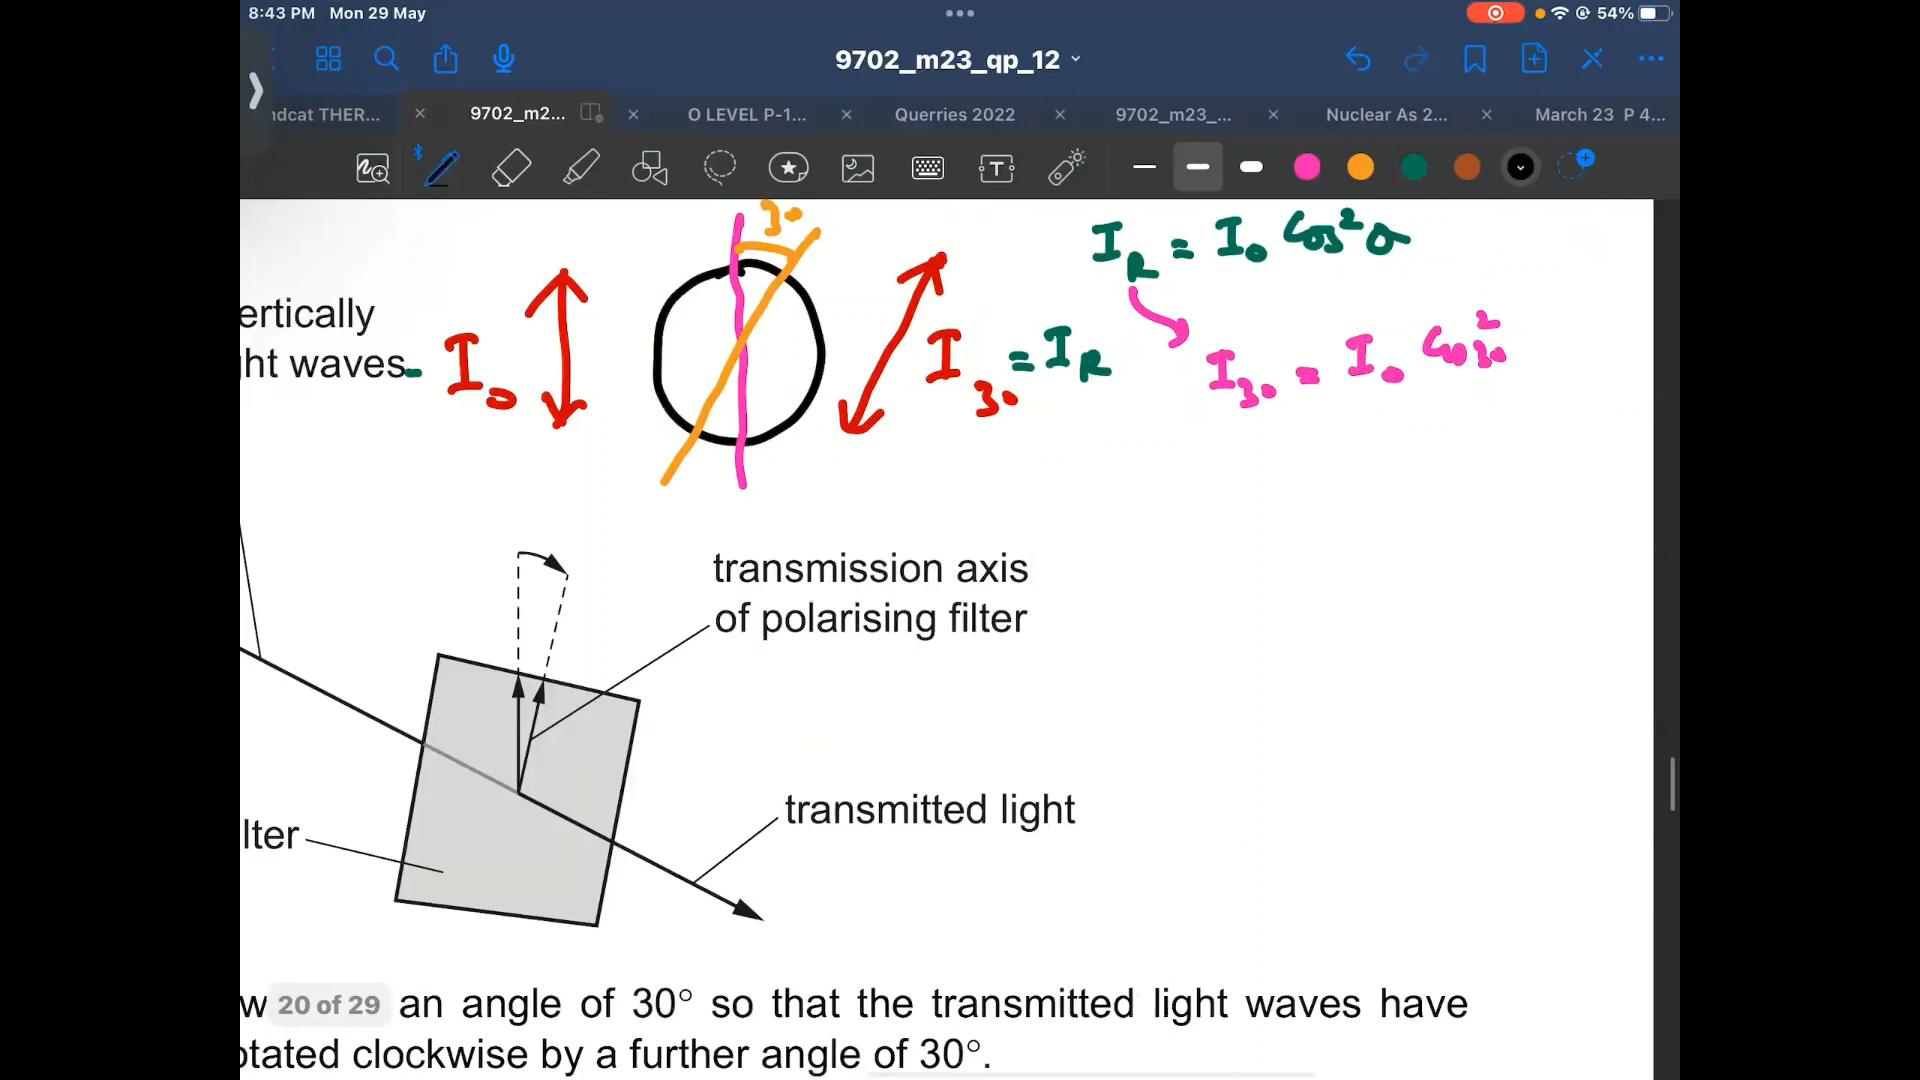 8:43 PM Mon 29 May
54%
9702_m23_qp_12
ndcat THER...
9702_m2...
O LEVEL P-1...
Querries 2022
9702_m23_...
Nuclear As 2...
March 23 P 4...
30
I_R = I_0 Cos²θ
ertically
ht waves
I_0
I_30 = I_R
I_30 = I_0 Cos²30
transmission axis
of polarising filter
transmitted light
lter
w 20 of 29 an angle of 30° so that the transmitted light waves have
otated clockwise by a further angle of 30°.